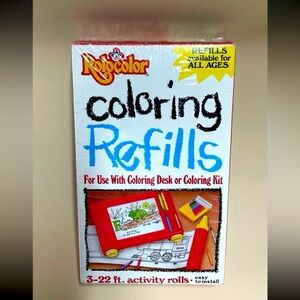 Rolocolor
REFILLS
available for
ALL AGES
coloring
Refills
For Use With Coloring Desk or Coloring Kit
3-22 ft. activity rolls • easy
to install